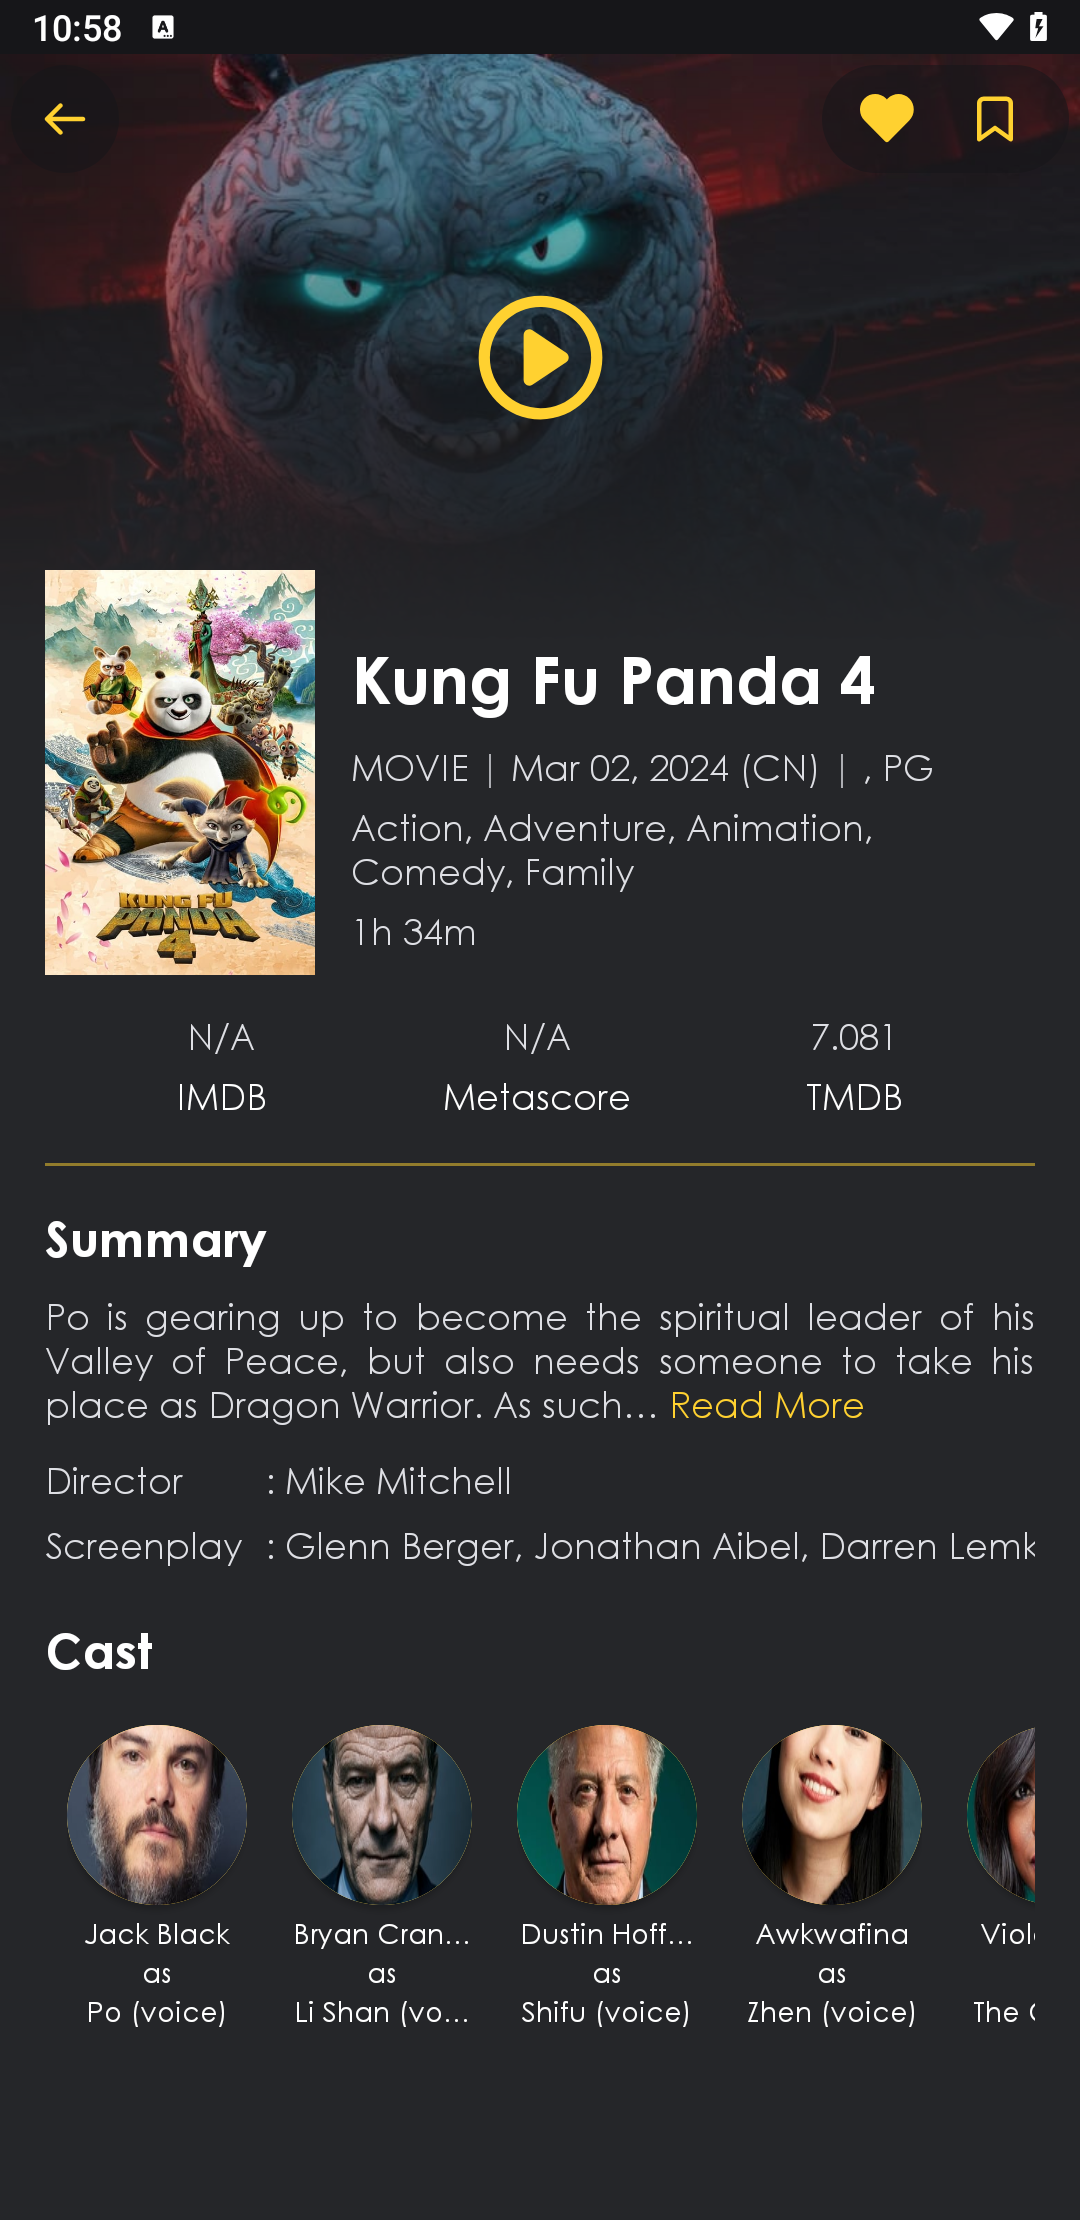 10:58
KUNG FU
PANDA
4
Kung Fu Panda 4
MOVIE | Mar 02, 2024 (CN) | , PG
Action, Adventure, Animation,
Comedy, Family
1h 34m
N/A N/A 7.081
IMDB Metascore TMDB
Summary
Po is gearing up to become the spiritual leader of his
Valley of Peace, but also needs someone to take his
place as Dragon Warrior. As such... Read More
Director : Mike Mitchell
Screenplay : Glenn Berger, Jonathan Aibel, Darren Lemk
Cast
Jack Black
as
Po (voice)
Bryan Cran...
as
Li Shan (vo...
Dustin Hoff...
as
Shifu (voice)
Awkwafina
as
Zhen (voice)
Viol
The